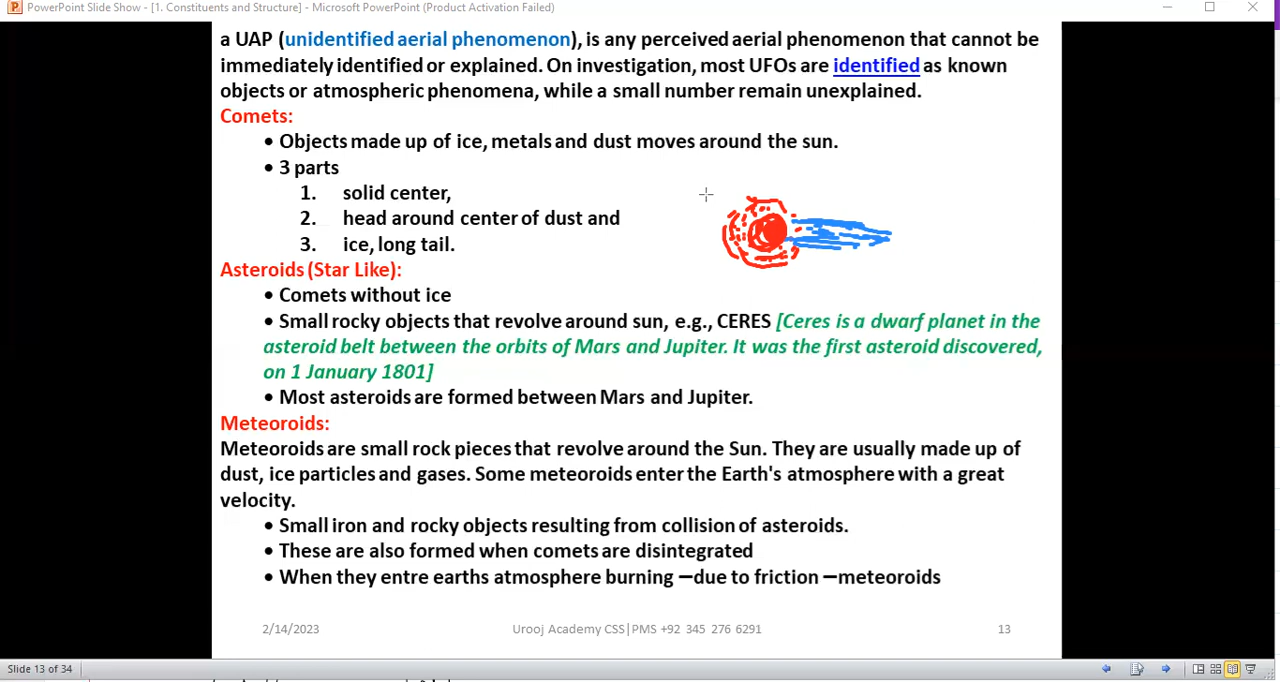 PowerPoint Slide Show - [1. Constituents and Structure] - Microsoft PowerPoint (Product Activation Failed)
a UAP (unidentified aerial phenomenon), is any perceived aerial phenomenon that cannot be
immediately identified or explained. On investigation, most UFOs are identified as known
objects or atmospheric phenomena, while a small number remain unexplained.
Comets:
• Objects made up of ice, metals and dust moves around the sun.
• 3 parts
1. solid center,
2. head around center of dust and
3. ice, long tail.
Asteroids (Star Like):
• Comets without ice
• Small rocky objects that revolve around sun, e.g., CERES [Ceres is a dwarf planet in the
asteroid belt between the orbits of Mars and Jupiter. It was the first asteroid discovered,
on 1 January 1801]
• Most asteroids are formed between Mars and Jupiter.
Meteoroids:
Meteoroids are small rock pieces that revolve around the Sun. They are usually made up of
dust, ice particles and gases. Some meteoroids enter the Earth's atmosphere with a great
velocity.
• Small iron and rocky objects resulting from collision of asteroids.
• These are also formed when comets are disintegrated
• When they entre earths atmosphere burning –due to friction –meteoroids
2/14/2023 Urooj Academy CSS|PMS +92 345 276 6291 13
Slide 13 of 34